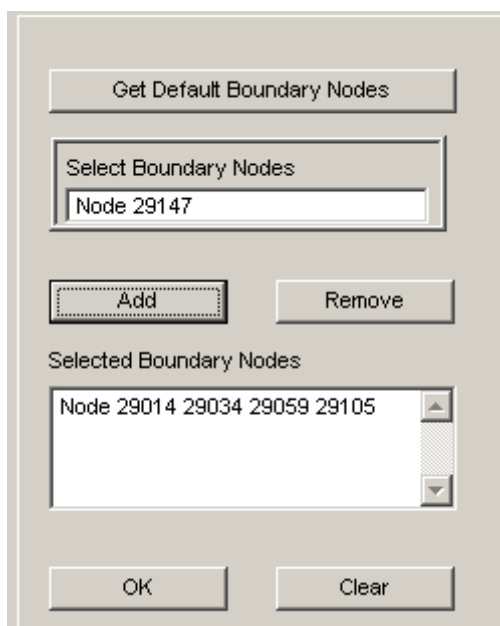 Get Default Boundary Nodes
Select Boundary Nodes
Node 29147
Add Remove
Selected Boundary Nodes
Node 29014 29034 29059 29105
OK Clear